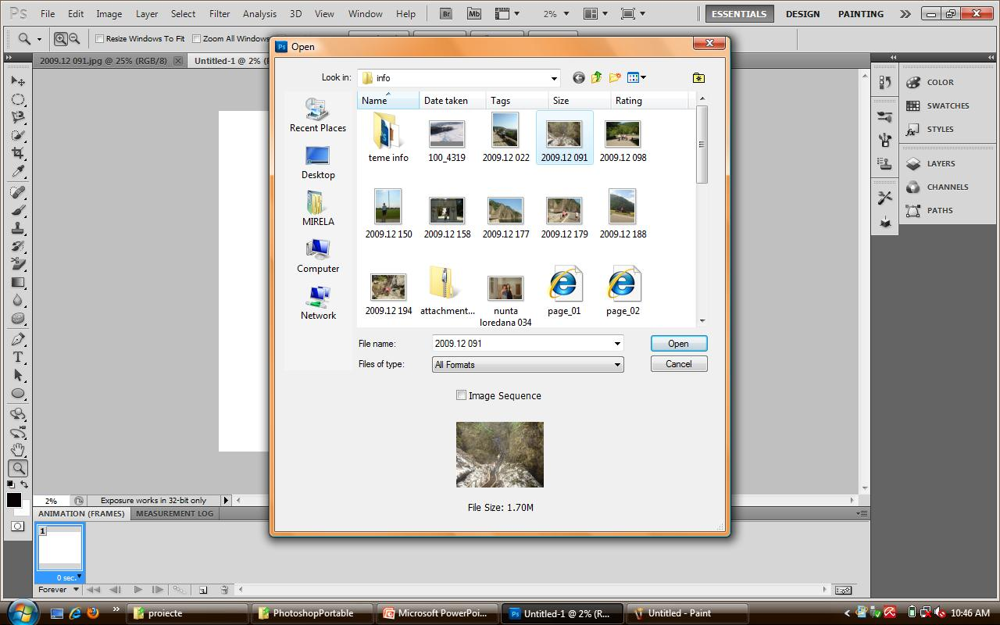 Ps File Edit Image Layer Select Filter Analysis 3D View Window Help Br Mb 2% ESSENTIALS DESIGN PAINTING
Resize Windows To Fit Zoom All Windows
2009.12 091.jpg @ 25% (RGB/8) Untitled-1 @ 2% (R
Ps Open
Look in: info
Name Date taken Tags Size Rating
Recent Places
Desktop
MIRELA
Computer
Network
teme info 100_4319 2009.12 022 2009.12 091 2009.12 098
2009.12 150 2009.12 158 2009.12 177 2009.12 179 2009.12 188
2009.12 194 attachment... nunta loredana 034 page_01 page_02
File name: 2009.12 091 Open
Files of type: All Formats Cancel
Image Sequence
File Size: 1.70M
COLOR
SWATCHES
STYLES
LAYERS
CHANNELS
PATHS
2% Exposure works in 32-bit only
ANIMATION (FRAMES) MEASUREMENT LOG
1
0 sec.
Forever
proiecte PhotoshopPortable Microsoft PowerPoi... Ps Untitled-1 @ 2% (R... Untitled - Paint 10:46 AM